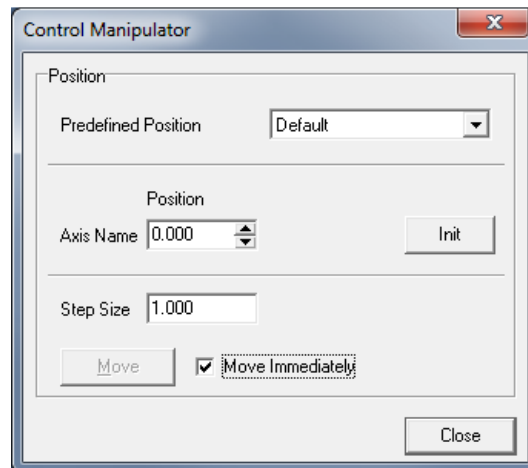 Control Manipulator
Position
Predefined Position Default
Position
Axis Name 0.000 Init
Step Size 1.000
Move Move Immediately
Close